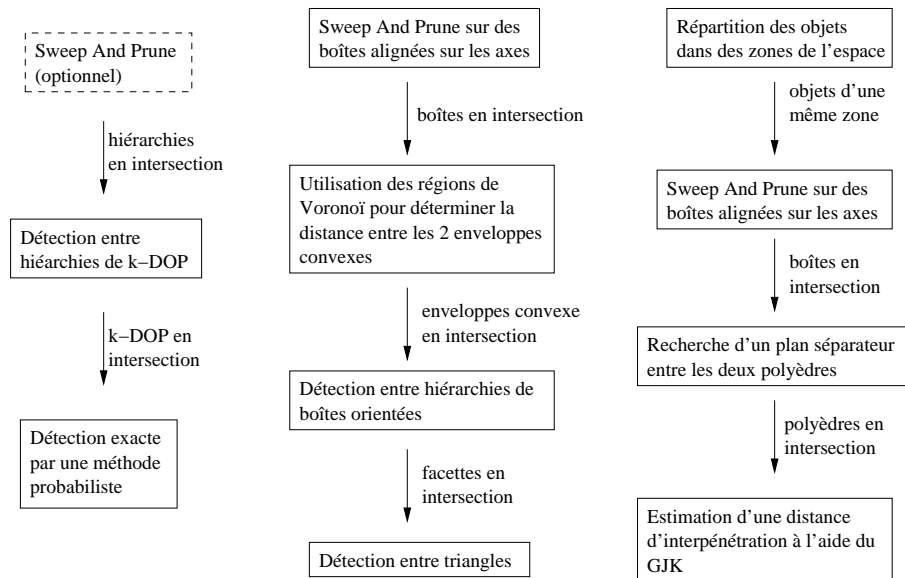 Sweep And Prune
(optionnel)
hiérarchies
en intersection
Détection entre
hiéarchies de k−DOP
k−DOP en
intersection
Détection exacte
par une méthode
probabiliste
Sweep And Prune sur des
boîtes alignées sur les axes
boîtes en intersection
Utilisation des régions de
Voronoï pour déterminer la
distance entre les 2 enveloppes
convexes
enveloppes convexe
en intersection
Détection entre hiérarchies de
boîtes orientées
facettes en
intersection
Détection entre triangles
Répartition des objets
dans des zones de l’espace
objets d’une
même zone
Sweep And Prune sur des
boîtes alignées sur les axes
boîtes en
intersection
Recherche d’un plan séparateur
entre les deux polyèdres
polyèdres en
intersection
Estimation d’une distance
d’interpénétration à l’aide du
GJK